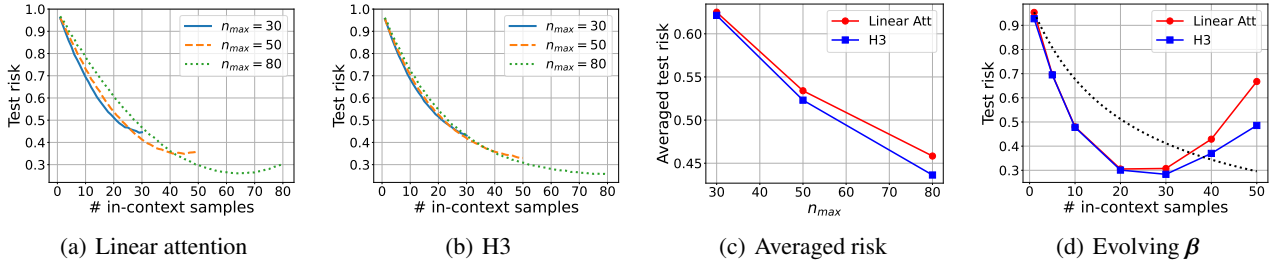 1.0
0.9
0.8
0.7
0.6
0.5
0.4
0.3
Test risk
n_max = 30
n_max = 50
n_max = 80
0 10 20 30 40 50 60 70 80
# in-context samples
(a) Linear attention
1.0
0.9
0.8
0.7
0.6
0.5
0.4
0.3
Test risk
n_max = 30
n_max = 50
n_max = 80
0 10 20 30 40 50 60 70 80
# in-context samples
(b) H3
0.60
0.55
0.50
0.45
Averaged test risk
Linear Att
H3
30 40 50 60 70 80
n_max
(c) Averaged risk
0.9
0.8
0.7
0.6
0.5
0.4
0.3
Test risk
Linear Att
H3
0 10 20 30 40 50
# in-context samples
(d) Evolving β